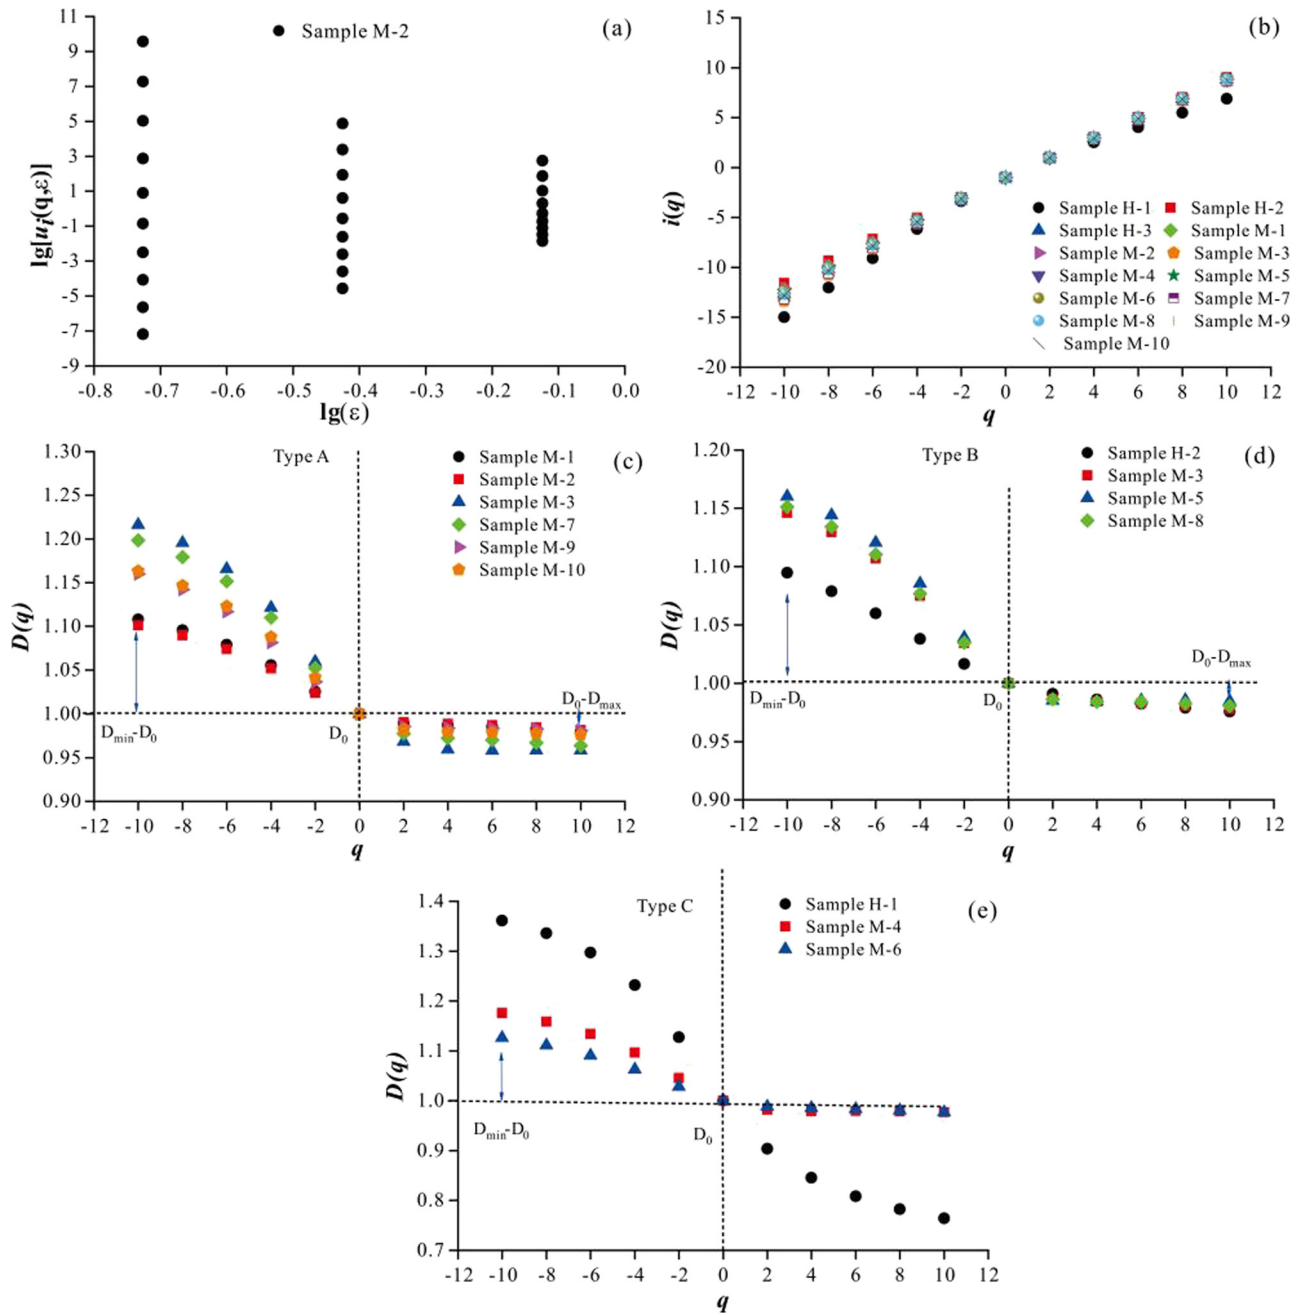 11
9
7
5
3
1
-1
-3
-5
-7
-9
lg[ui(q,ε)]
Sample M-2
(a)
-0.8 -0.7 -0.6 -0.5 -0.4 -0.3 -0.2 -0.1 0.0
lg(ε)
15
10
5
0
-5
-10
-15
-20
i(q)
(b)
Sample H-1 Sample H-2
Sample H-3 Sample M-1
Sample M-2 Sample M-3
Sample M-4 Sample M-5
Sample M-6 Sample M-7
Sample M-8 Sample M-9
Sample M-10
-12 -10 -8 -6 -4 -2 0 2 4 6 8 10 12
q
1.30
1.25
1.20
1.15
1.10
1.05
1.00
0.95
0.90
D(q)
Type A
(c)
Sample M-1
Sample M-2
Sample M-3
Sample M-7
Sample M-9
Sample M-10
D0-Dmax
Dmin-D0
D0
-12 -10 -8 -6 -4 -2 0 2 4 6 8 10 12
q
1.20
1.15
1.10
1.05
1.00
0.95
0.90
D(q)
Type B
(d)
Sample H-2
Sample M-3
Sample M-5
Sample M-8
D0-Dmax
Dmin-D0
D0
-12 -10 -8 -6 -4 -2 0 2 4 6 8 10 12
q
1.4
1.3
1.2
1.1
1.0
0.9
0.8
0.7
D(q)
Type C
(e)
Sample H-1
Sample M-4
Sample M-6
Dmin-D0
D0
-12 -10 -8 -6 -4 -2 0 2 4 6 8 10 12
q